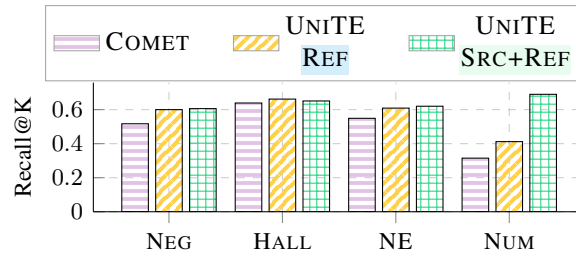 COMET
UNITE
REF
UNITE
SRC+REF
Recall@K
0.6
0.4
0.2
0
NEG
HALL
NE
NUM